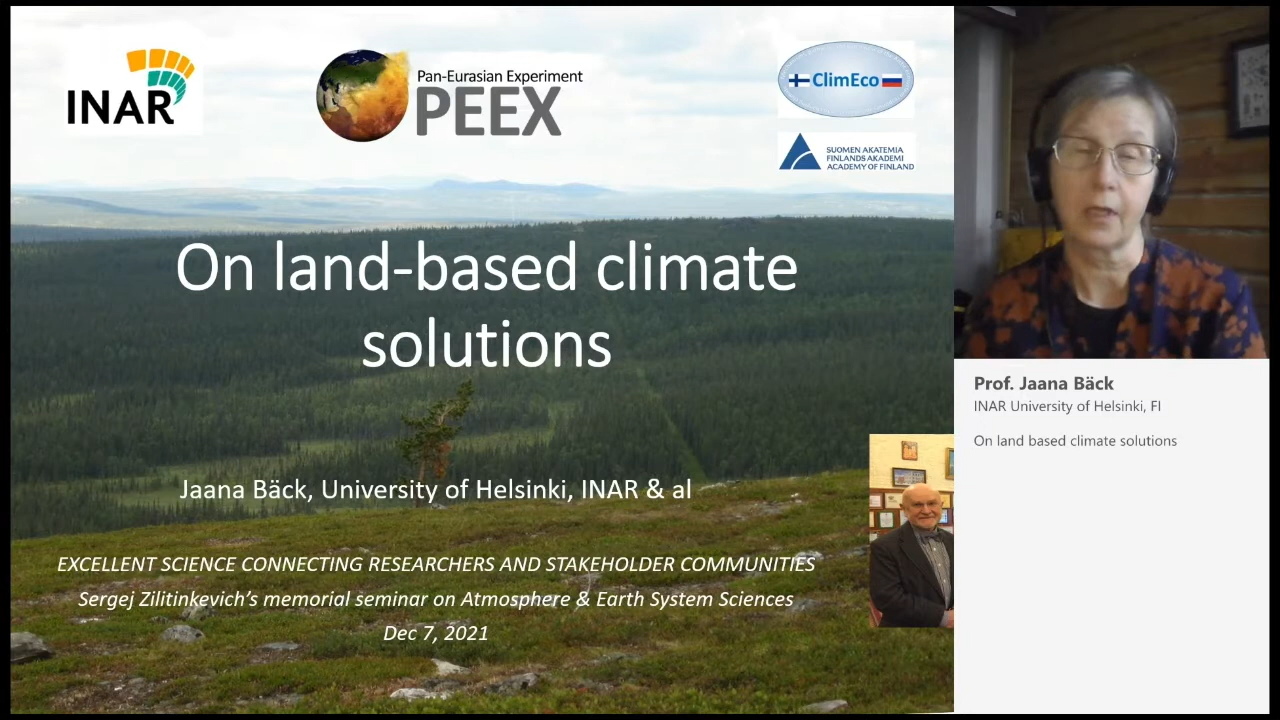 INAR
Pan-Eurasian Experiment
PEEX
ClimEco
SUOMEN AKATEMIA
FINLANDS AKADEMI
ACADEMY OF FINLAND
On land-based climate
solutions
Jaana Bäck, University of Helsinki, INAR & al
EXCELLENT SCIENCE CONNECTING RESEARCHERS AND STAKEHOLDER COMMUNITIES
Sergej Zilitinkevich’s memorial seminar on Atmosphere & Earth System Sciences
Dec 7, 2021
Prof. Jaana Bäck
INAR University of Helsinki, FI
On land based climate solutions